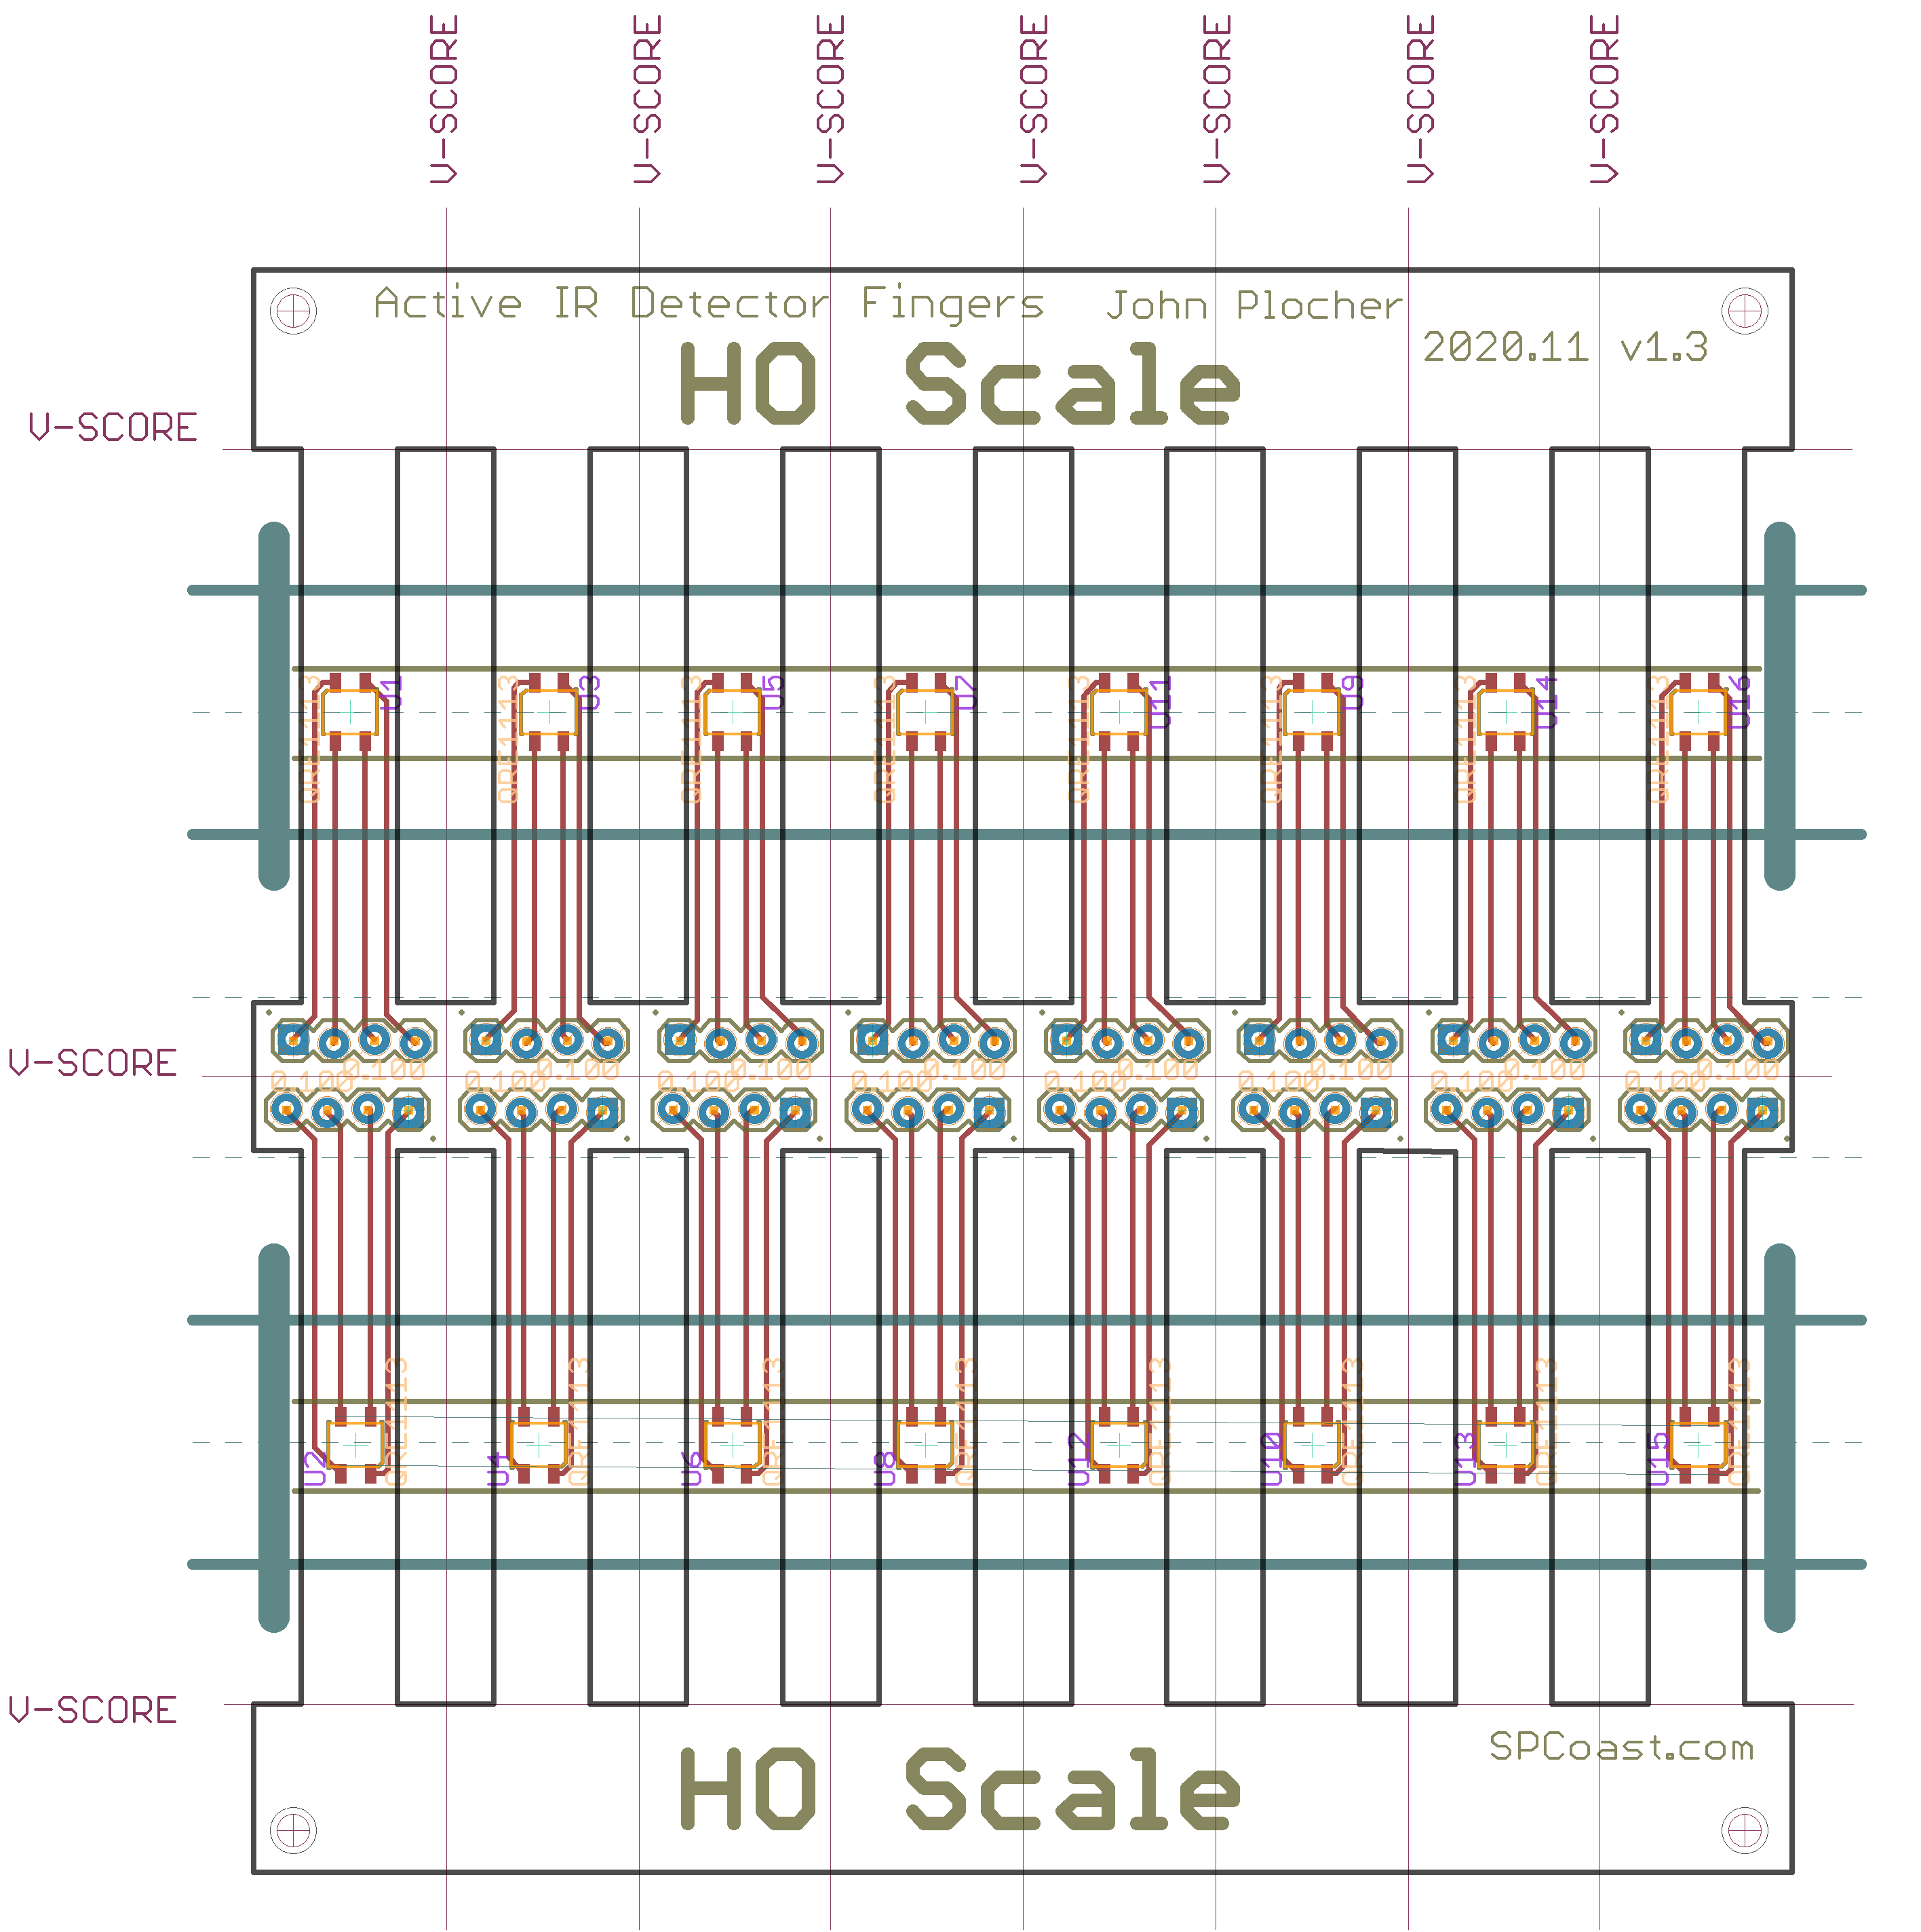 V-SCORE V-SCORE V-SCORE V-SCORE V-SCORE V-SCORE V-SCORE
Active IR Detector Fingers John Plocher
2020.11 v1.3
HO Scale
V-SCORE
U1 U3 U5 U7 U11 U9 U14 U16
QRE1113 QRE1113 QRE1113 QRE1113 QRE1113 QRE1113 QRE1113 QRE1113
V-SCORE
0.100 0.100 0.100 0.100 0.100 0.100 0.100 0.100 0.100 0.100 0.100 0.100 0.100 0.100 0.100 0.100
QRE1113 QRE1113 QRE1113 QRE1113 QRE1113 QRE1113 QRE1113 QRE1113
U2 U4 U6 U8 U12 U10 U13 U15
V-SCORE
SPCoast.com
HO Scale